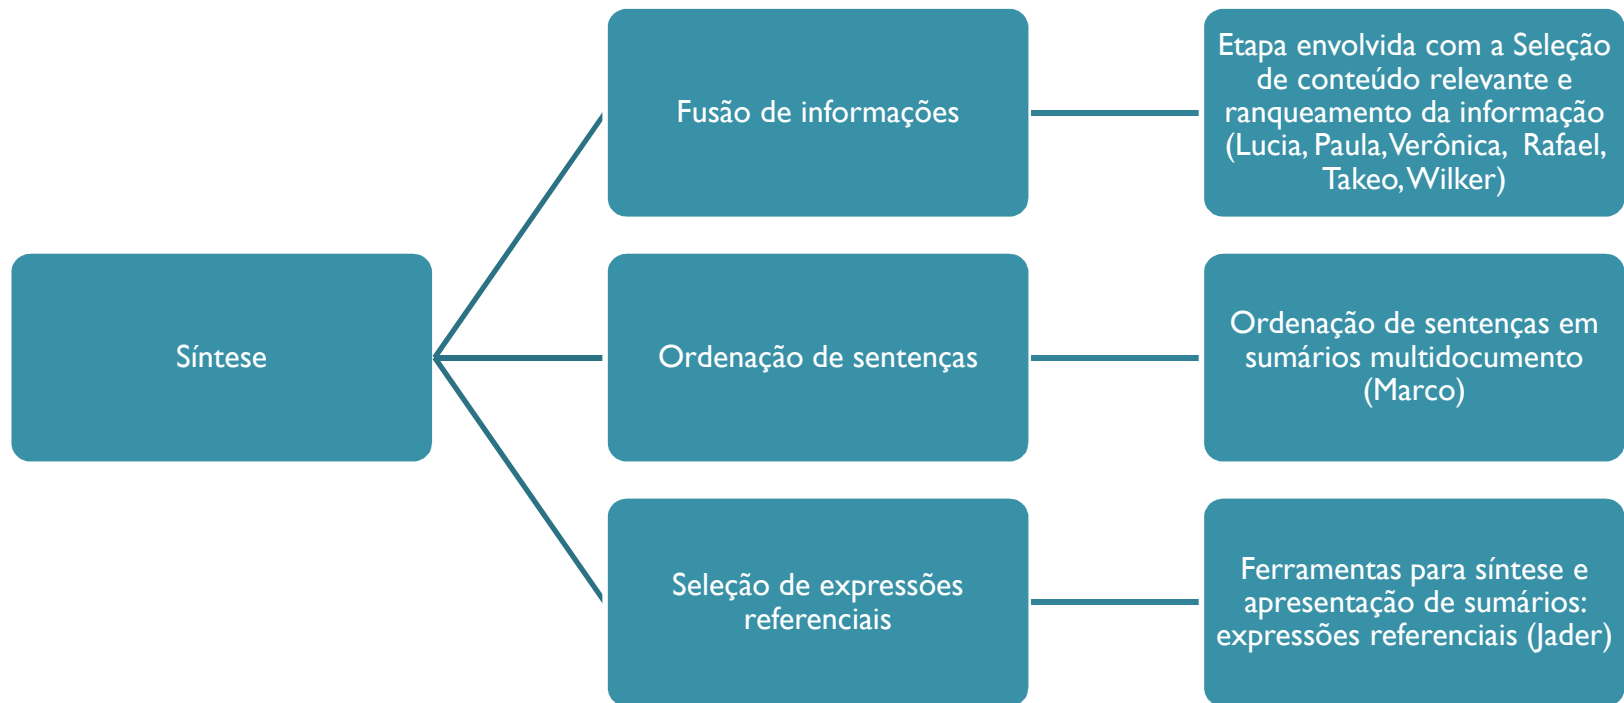 Síntese
Fusão de informações
Etapa envolvida com a Seleção
de conteúdo relevante e
ranqueamento da informação
(Lucia, Paula, Verônica, Rafael,
Takeo, Wilker)
Ordenação de sentenças
Ordenação de sentenças em
sumários multidocumento
(Marco)
Seleção de expressões
referenciais
Ferramentas para síntese e
apresentação de sumários:
expressões referenciais (Jader)